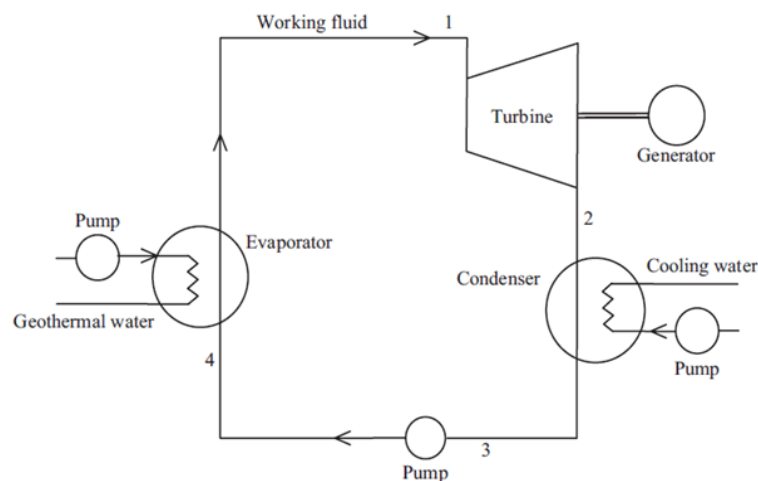 Working fluid
1
Turbine
Generator
Pump
Evaporator
2
Condenser
Cooling water
Geothermal water
4
Pump
3
Pump